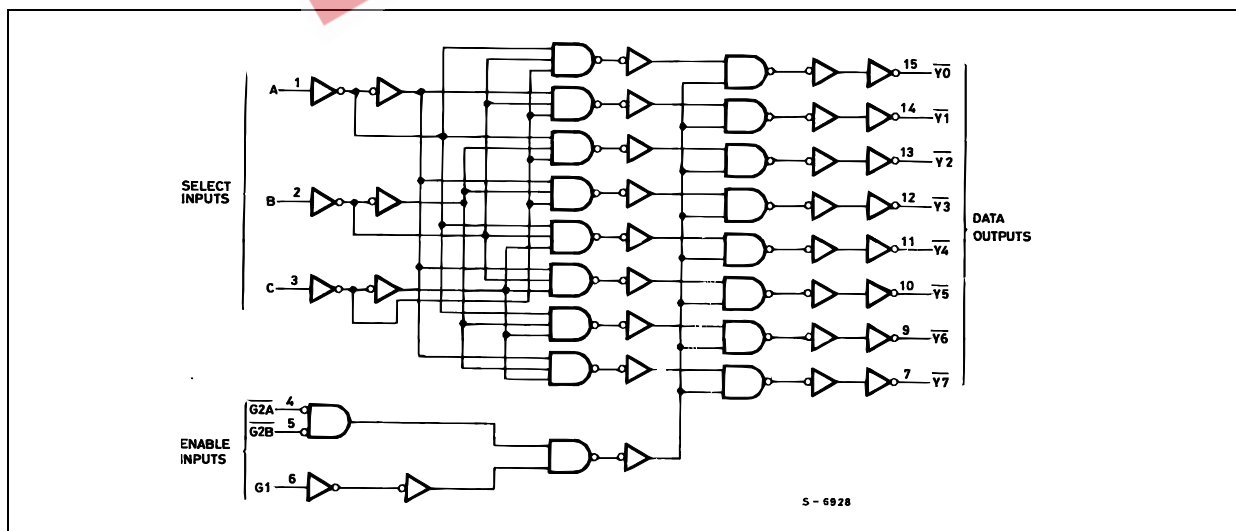 SELECT
INPUTS
A 1
B 2
C 3
ENABLE
INPUTS
G2A 4
G2B 5
G1 6
15 Y0
14 Y1
13 Y2
12 Y3
11 Y4
10 Y5
9 Y6
7 Y7
DATA
OUTPUTS
S-6928